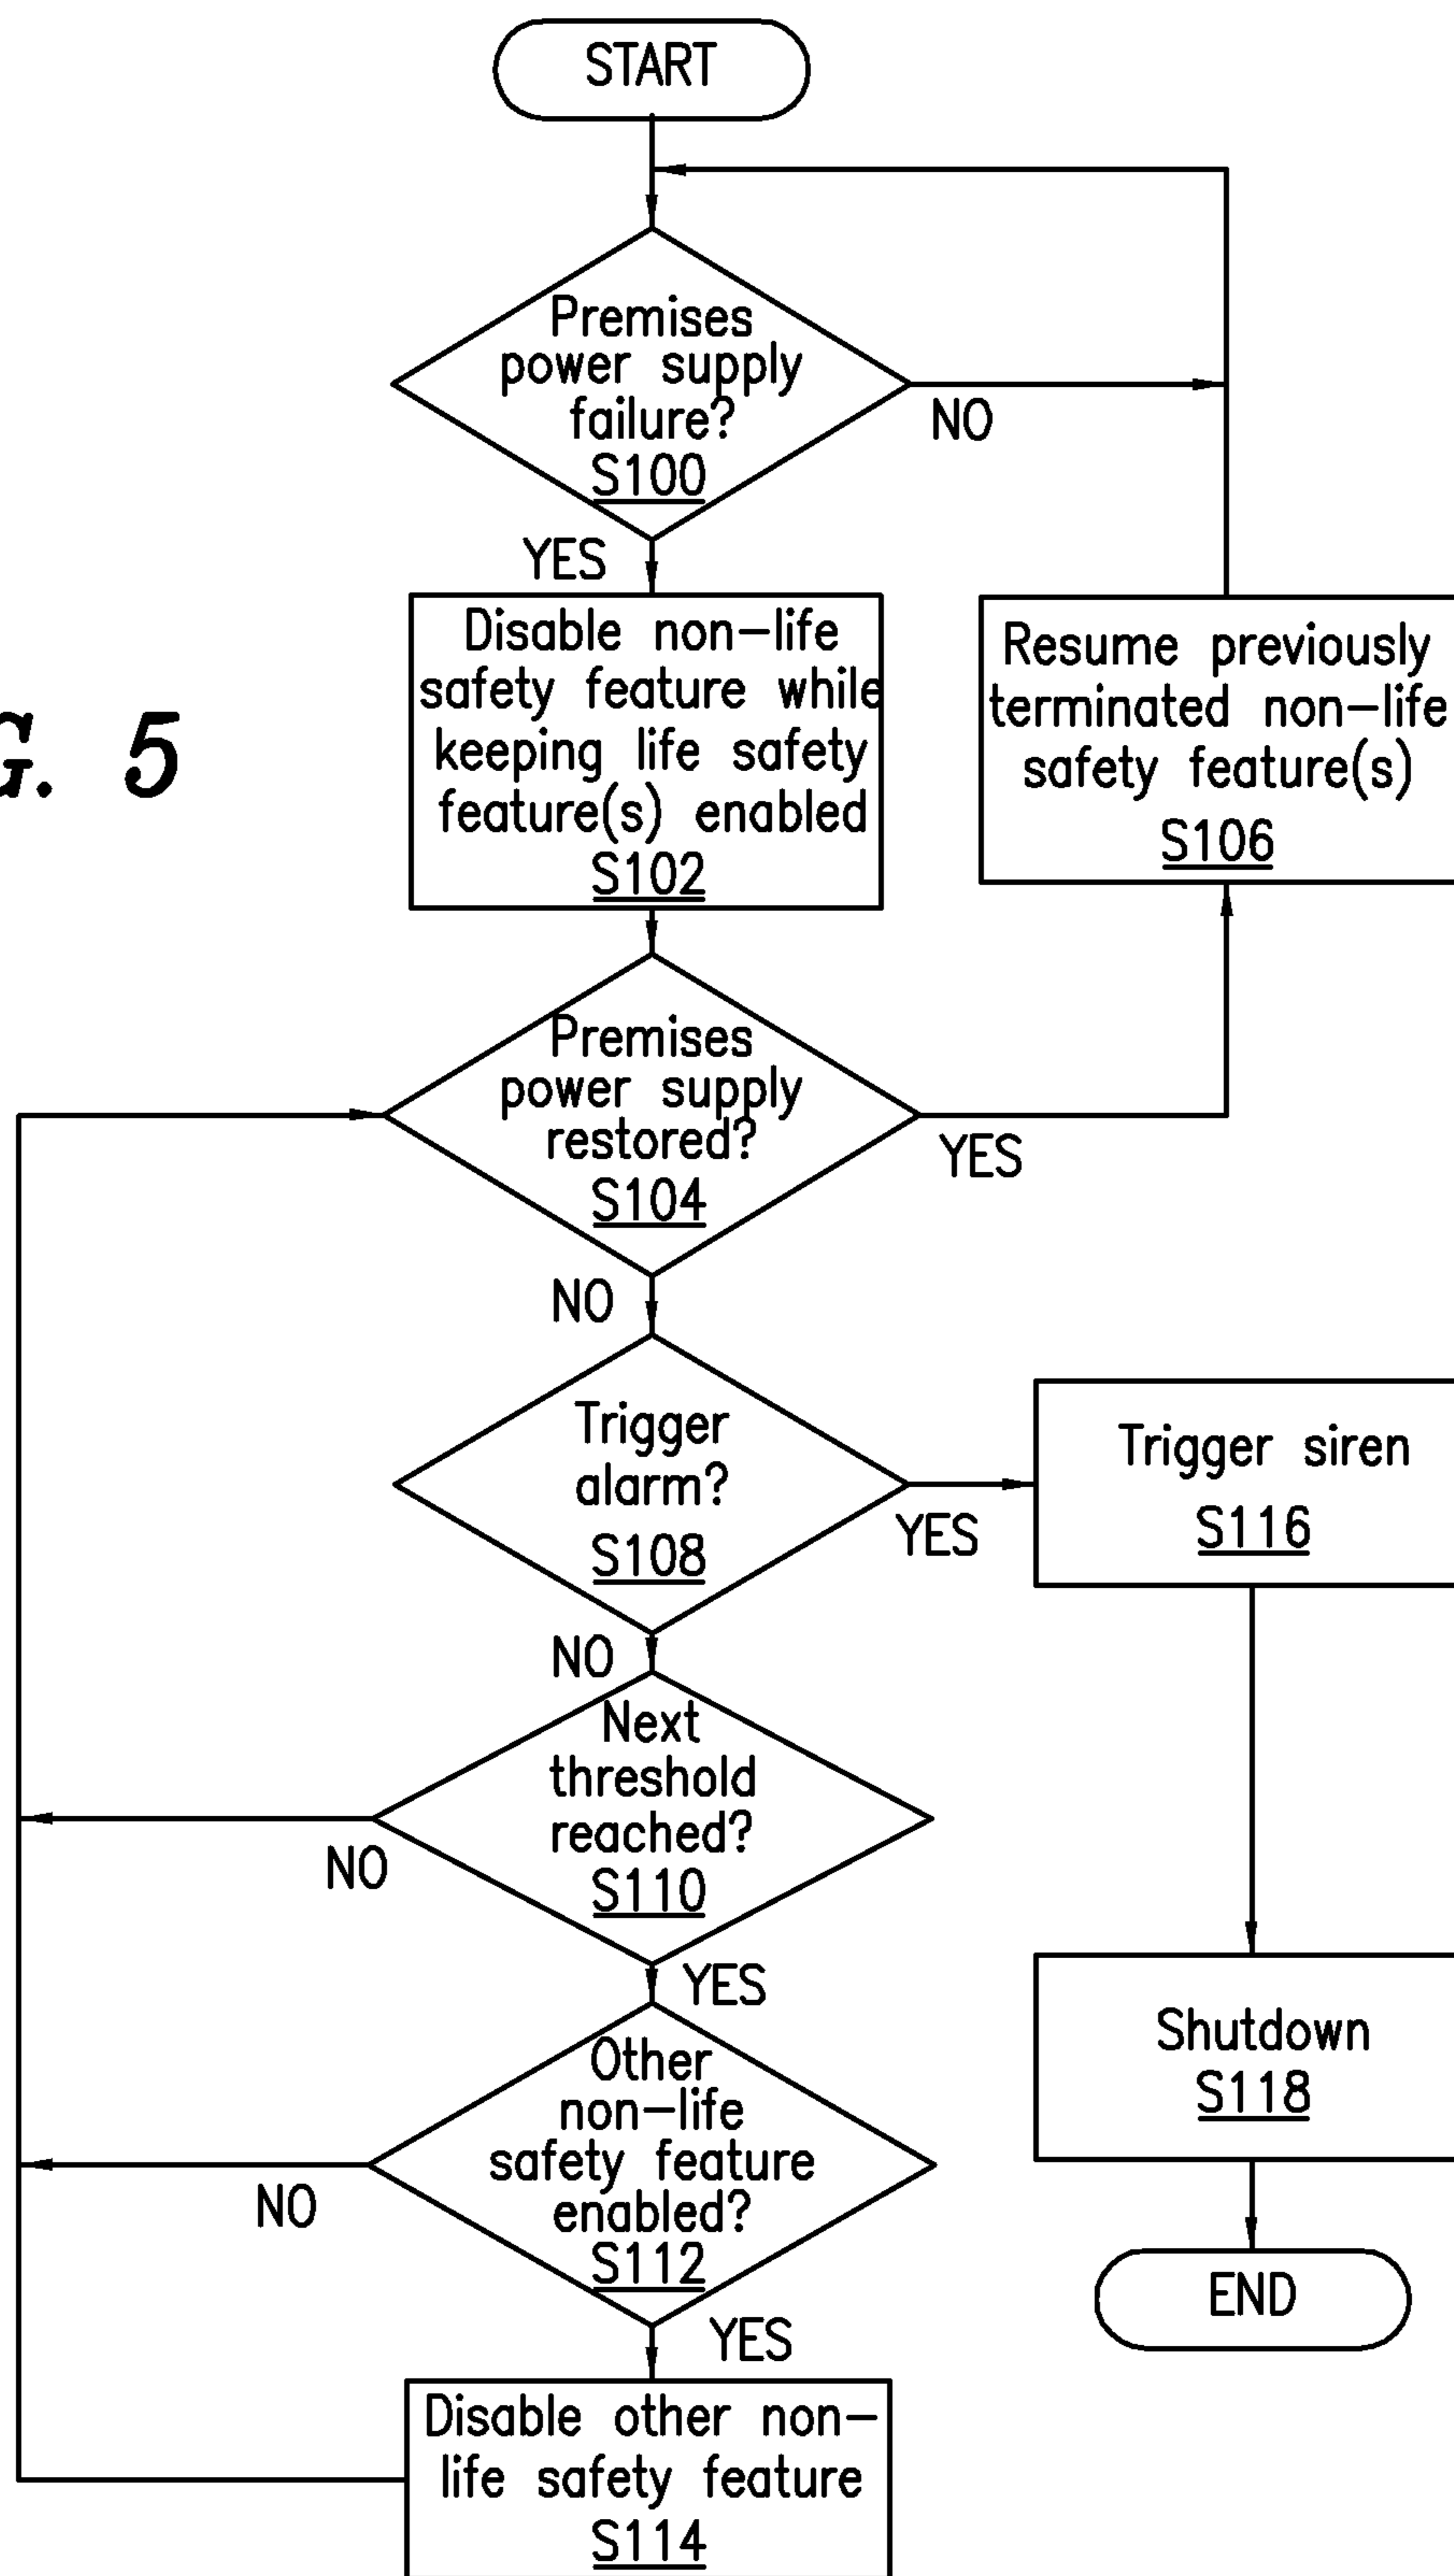 START
Premises
power supply
failure?
S100
NO
YES
Disable non-life
safety feature while
keeping life safety
feature(s) enabled
S102
Resume previously
terminated non-life
safety feature(s)
S106
G. 5
Premises
power supply
restored?
S104
YES
NO
Trigger
alarm?
S108
YES
Trigger siren
S116
NO
Next
threshold
reached?
S110
NO
YES
Other
non-life
safety feature
enabled?
S112
NO
YES
Shutdown
S118
END
Disable other non-
life safety feature
S114